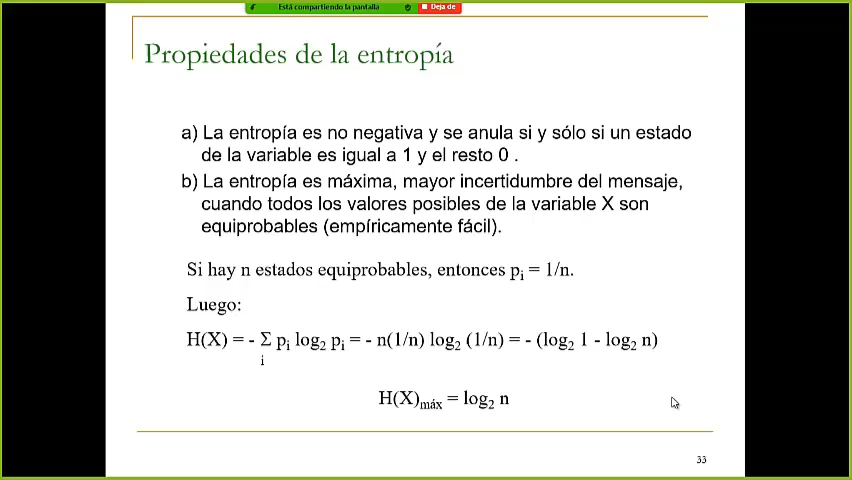 Está compartiendo la pantalla
Deja de
Propiedades de la entropía
a) La entropía es no negativa y se anula si y sólo si un estado
de la variable es igual a 1 y el resto 0 .
b) La entropía es máxima, mayor incertidumbre del mensaje,
cuando todos los valores posibles de la variable X son
equiprobables (empíricamente fácil).
Si hay n estados equiprobables, entonces pᵢ = 1/n.
Luego:
H(X) = - Σ pᵢ log₂ pᵢ = - n(1/n) log₂ (1/n) = - (log₂ 1 - log₂ n)
i
H(X)máx = log₂ n
33